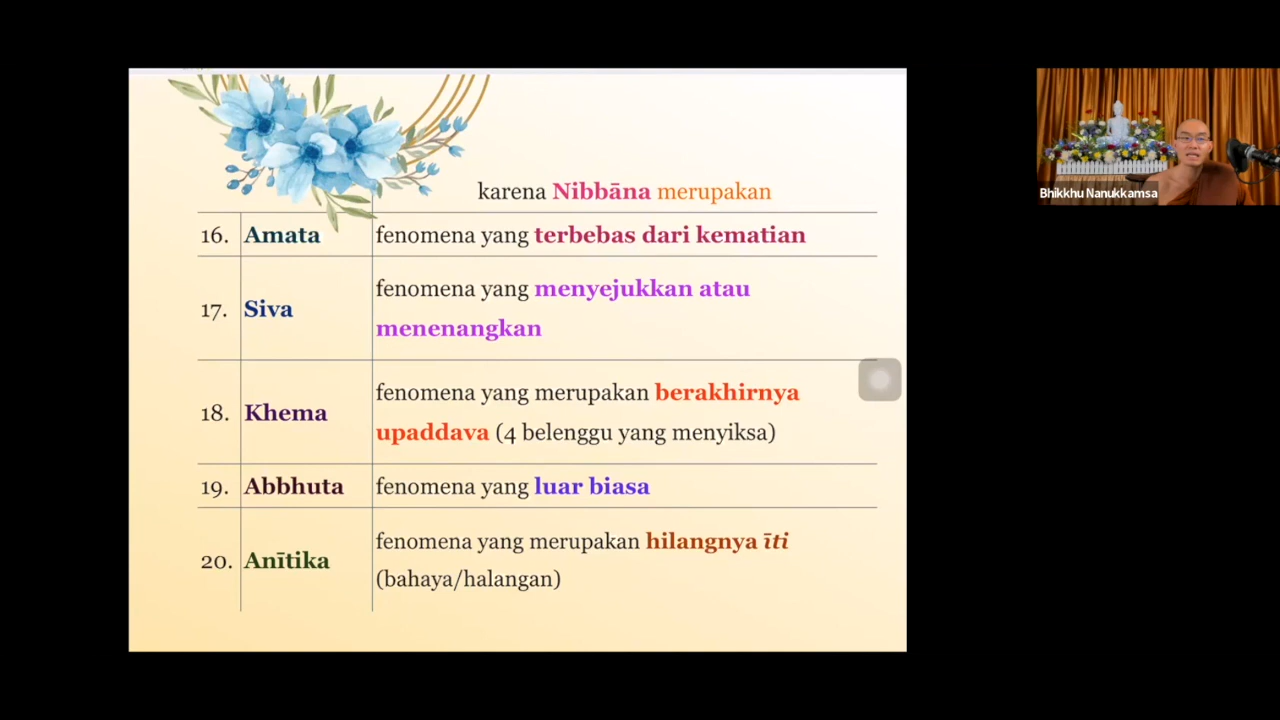 karena Nibbāna merupakan
16. Amata fenomena yang terbebas dari kematian
17. Siva fenomena yang menyejukkan atau
menenangkan
18. Khema fenomena yang merupakan berakhirnya
upaddava (4 belenggu yang menyiksa)
19. Abbhuta fenomena yang luar biasa
20. Anītika fenomena yang merupakan hilangnya īti
(bahaya/halangan)
Bhikkhu Nanukkamsa